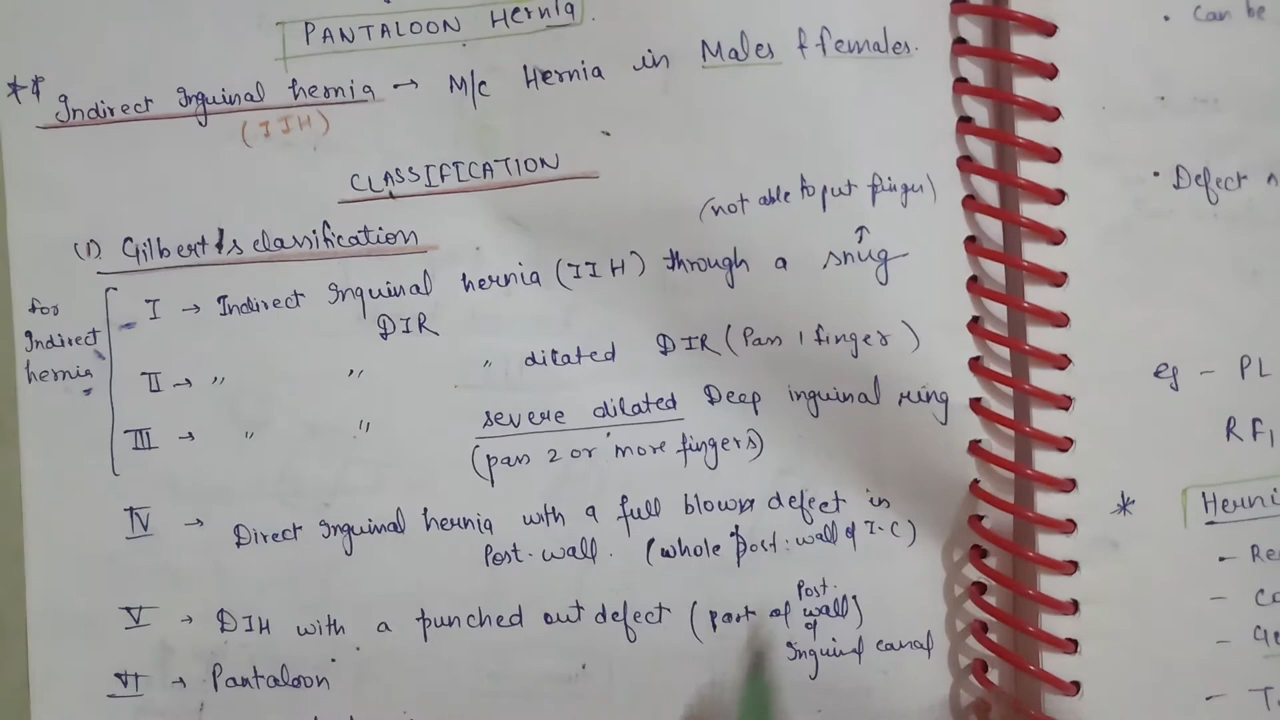 PANTALOON Hernia.
** Indirect Inguinal hernia → M/C Hernia in Males & females.
(IIH)
CLASSIFICATION
(not able to put finger)
↑
(1) Gilbert's classification
for Indirect hernia
I → Indirect Inguinal hernia (IIH) through a snug
DIR
II → " " " dilated DIR (Pass 1 finger)
III → " " severe dilated Deep inguinal ring
(pass 2 or more fingers)
IV → Direct Inguinal hernia with a full blown defect in
Post. wall. (whole post. wall of I.C)
V → DIH with a punched out defect (part of Post. wall of
Inguinal canal
VI → Pantaloon
• Can be
• Defect
eg - PL
RF
*
- Re
- Co
- Ge
- T